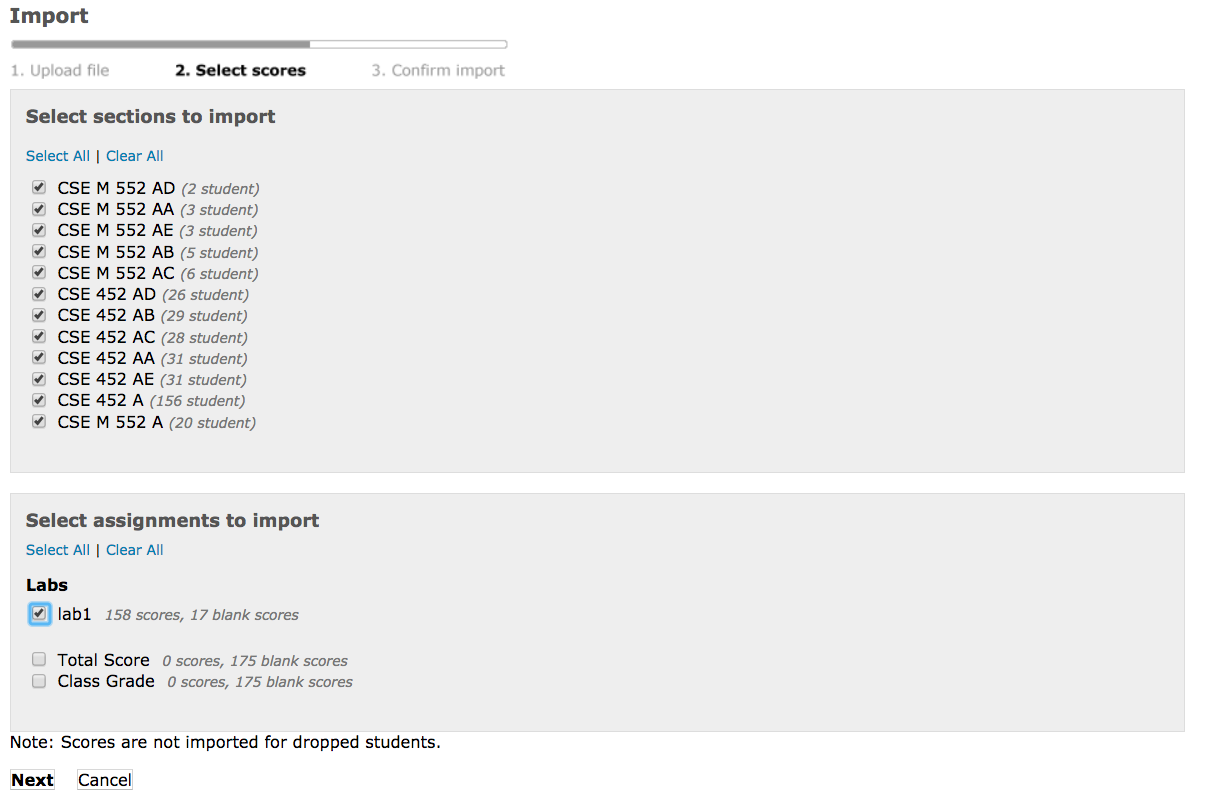 Import
1. Upload file 2. Select scores 3. Confirm import
Select sections to import
Select All | Clear All
CSE M 552 AD (2 student)
CSE M 552 AA (3 student)
CSE M 552 AE (3 student)
CSE M 552 AB (5 student)
CSE M 552 AC (6 student)
CSE 452 AD (26 student)
CSE 452 AB (29 student)
CSE 452 AC (28 student)
CSE 452 AA (31 student)
CSE 452 AE (31 student)
CSE 452 A (156 student)
CSE M 552 A (20 student)
Select assignments to import
Select All | Clear All
Labs
lab1 158 scores, 17 blank scores
Total Score 0 scores, 175 blank scores
Class Grade 0 scores, 175 blank scores
Note: Scores are not imported for dropped students.
Next Cancel